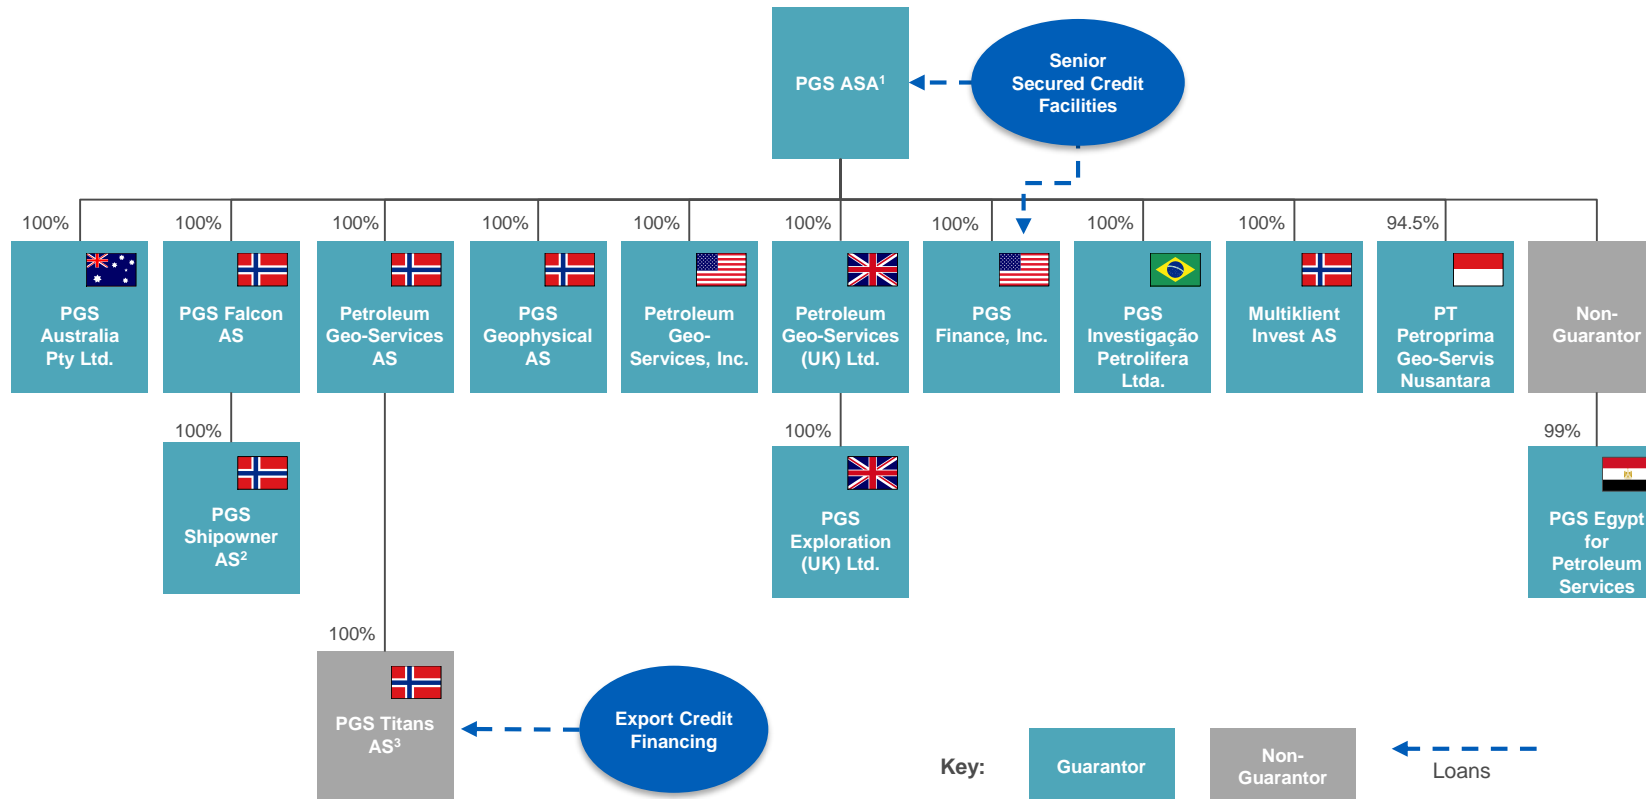 PGS ASA1
Senior
Secured Credit
Facilities
100%
100%
100%
100%
100%
100%
100%
100%
100%
94.5%
PGS
Australia
Pty Ltd.
PGS Falcon
AS
Petroleum
Geo-Services
AS
PGS
Geophysical
AS
Petroleum
Geo-
Services, Inc.
Petroleum
Geo-Services
(UK) Ltd.
PGS
Finance, Inc.
PGS
Investigação
Petrolifera
Ltda.
Multiklient
Invest AS
PT
Petroprima
Geo-Servis
Nusantara
Non-
Guarantor
100%
100%
99%
PGS
Shipowner
AS2
PGS
Exploration
(UK) Ltd.
PGS Egypt
for
Petroleum
Services
100%
PGS Titans
AS3
Export Credit
Financing
Key:
Guarantor
Non-
Guarantor
Loans